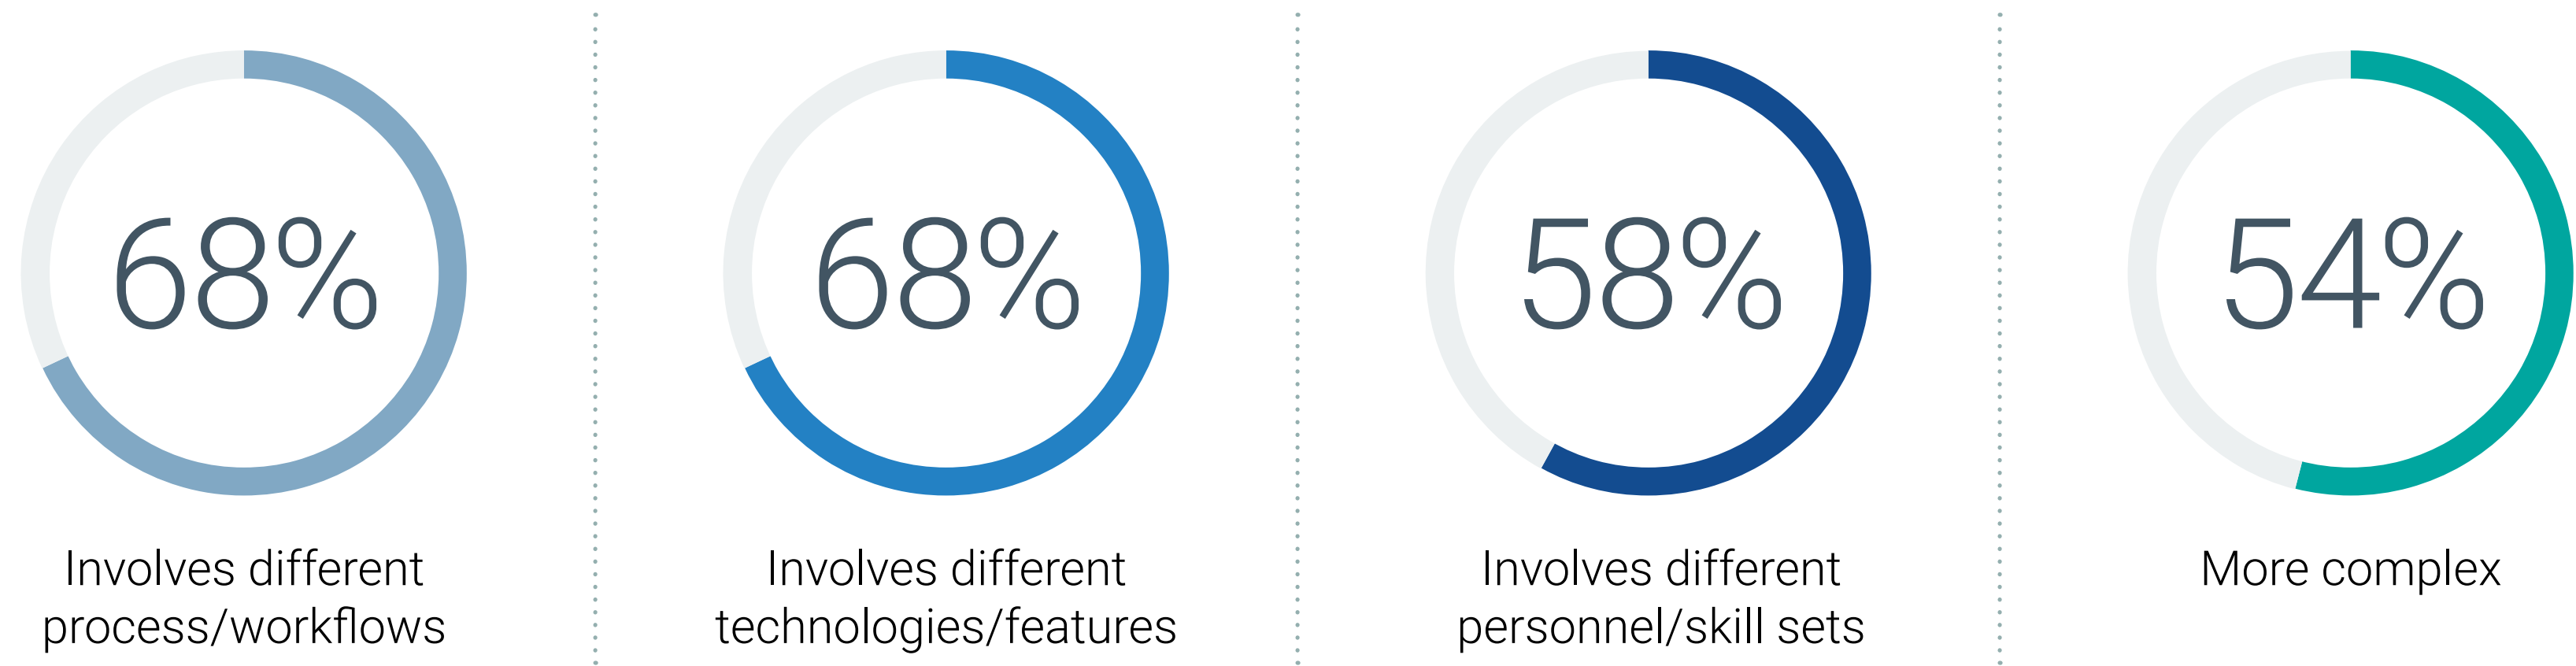 68%
Involves different
process/workflows
68%
Involves different
technologies/features
58%
Involves different
personnel/skill sets
54%
More complex